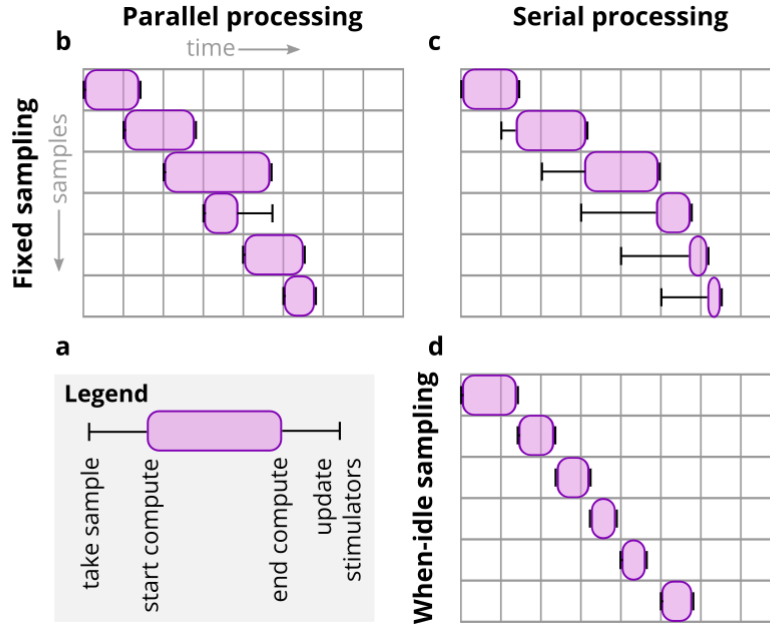 Parallel processing
Serial processing
b
time
c
Fixed sampling
samples
a
Legend
take sample
start compute
end compute
update
stimulators
d
When-idle sampling